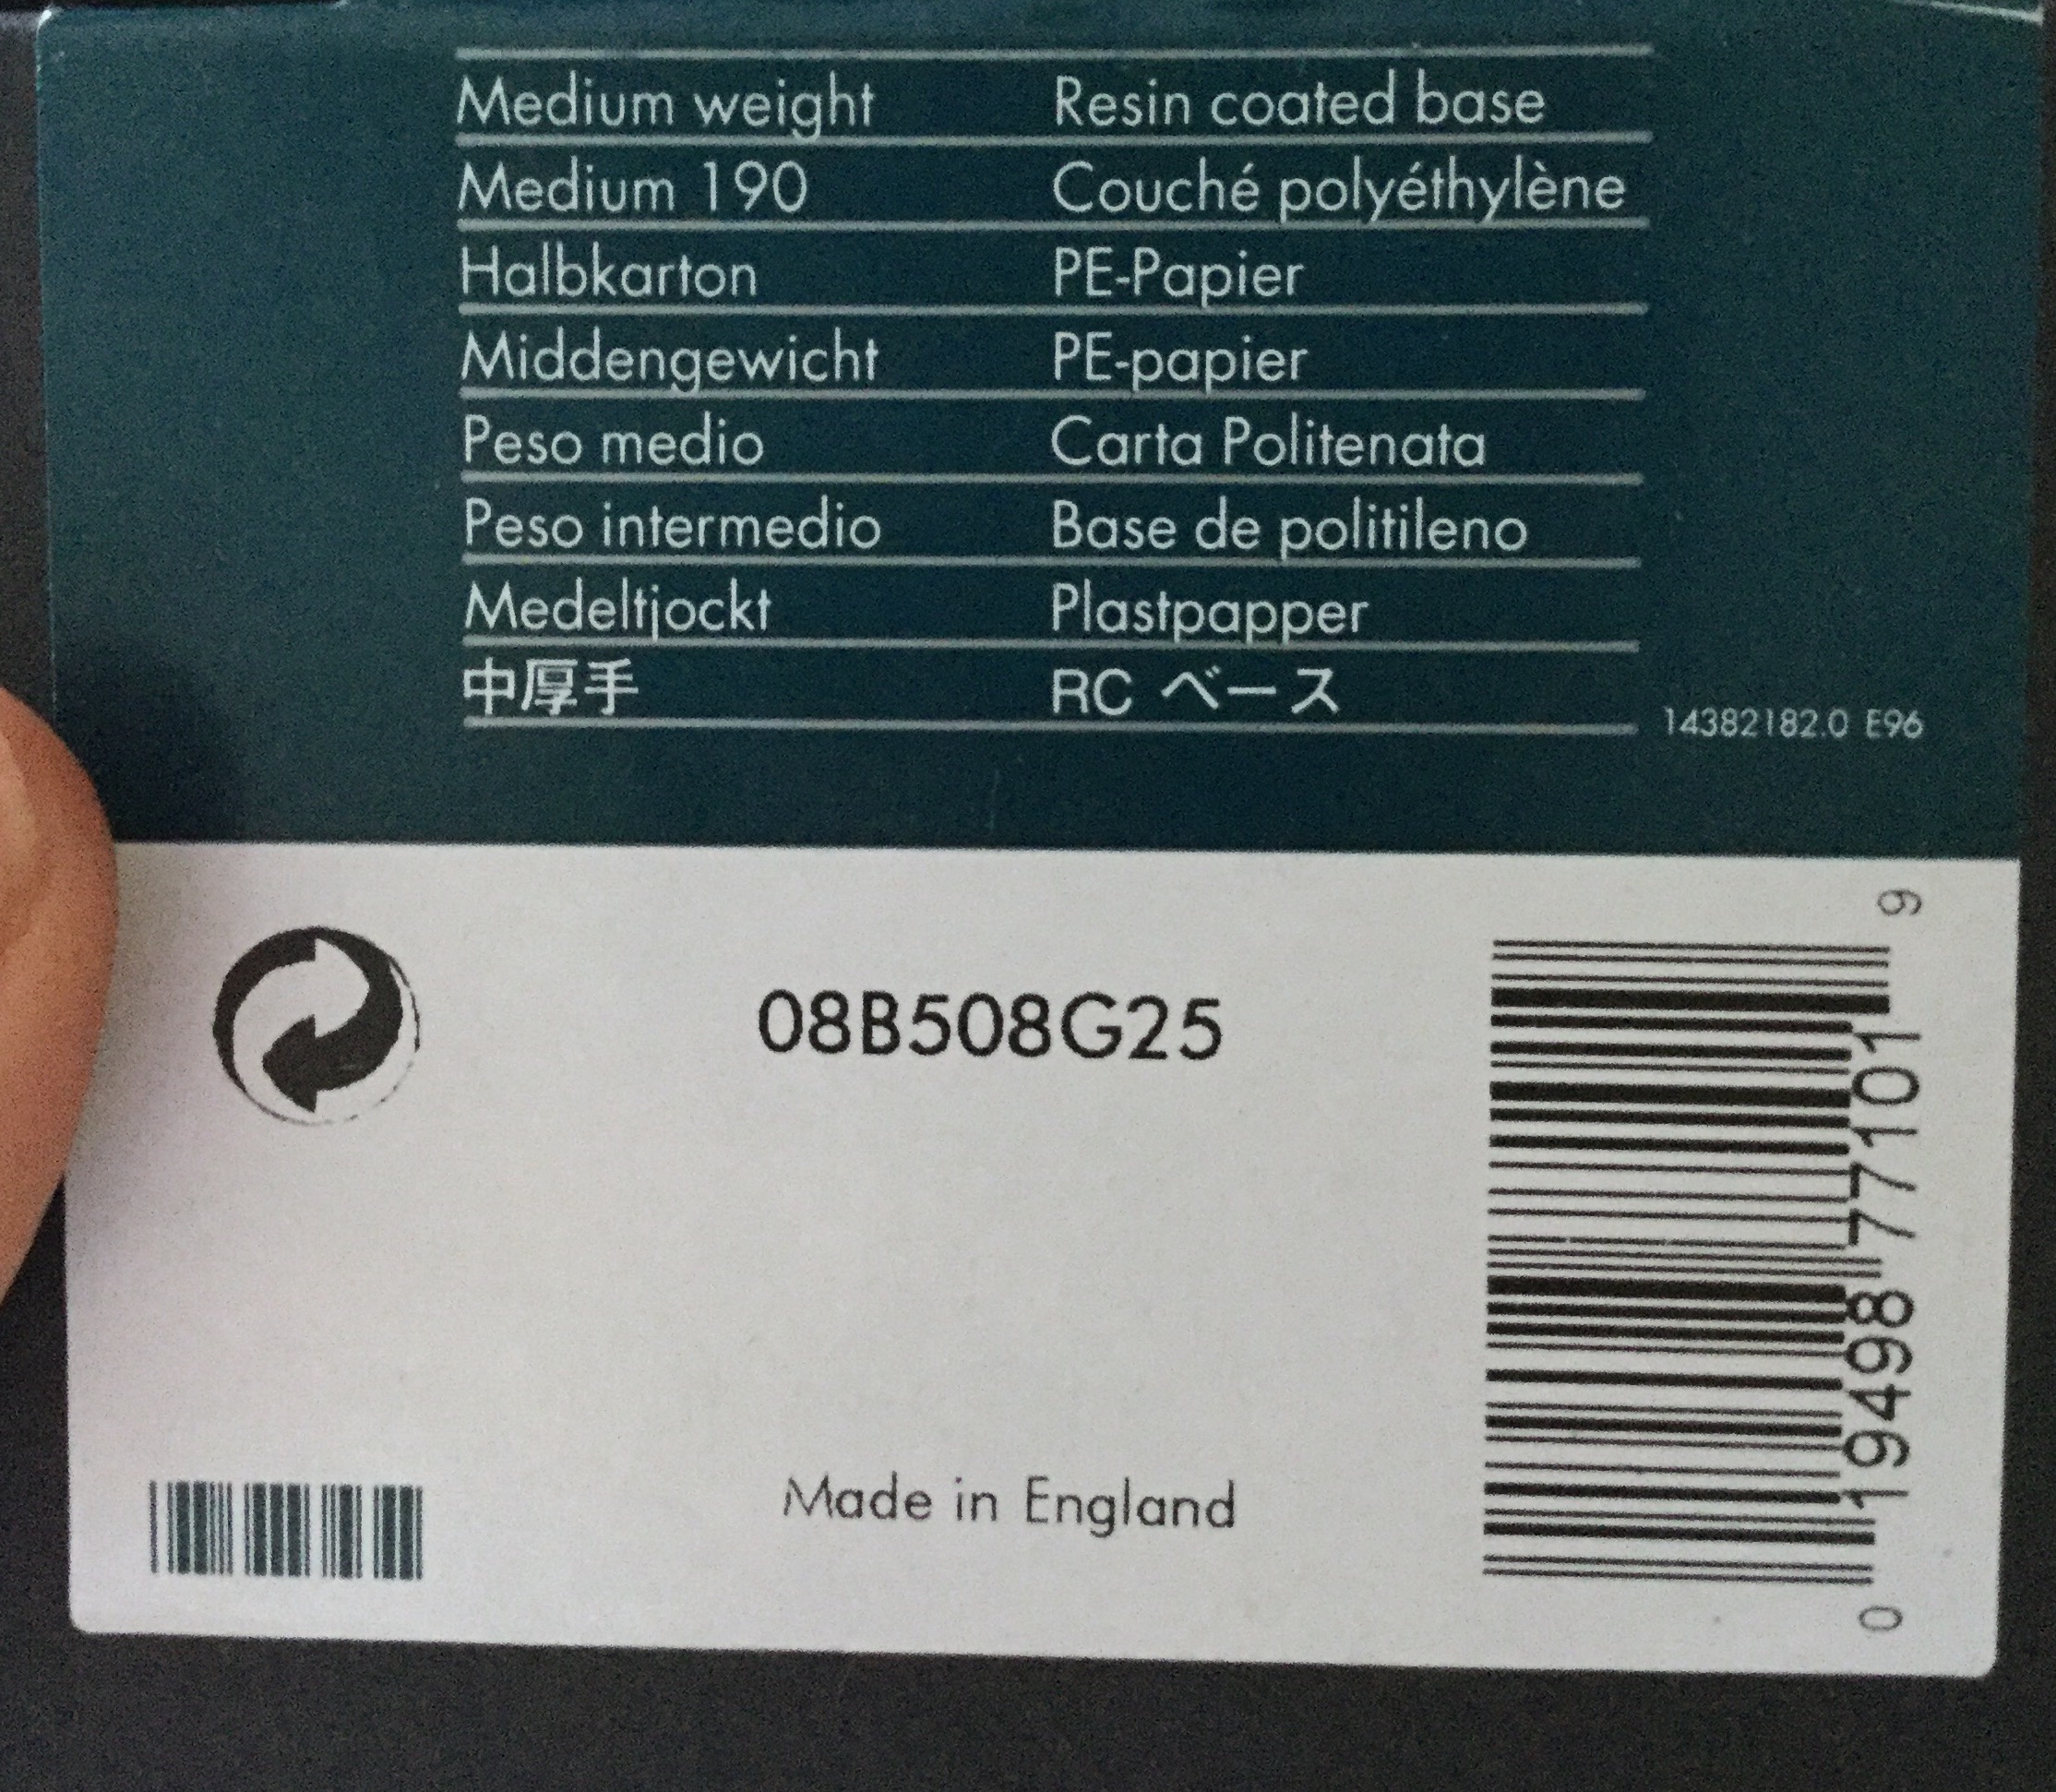 Medium weight Resin coated base
Medium 190 Couché polyéthylène
Halbkarton PE-Papier
Middengewicht PE-papier
Peso medio Carta Politenata
Peso intermedio Base de politileno
Medeltjockt Plastpapper
中厚手 RC ベース
14382182.0 E96
08B508G25
Made in England
0 19498 77101 9